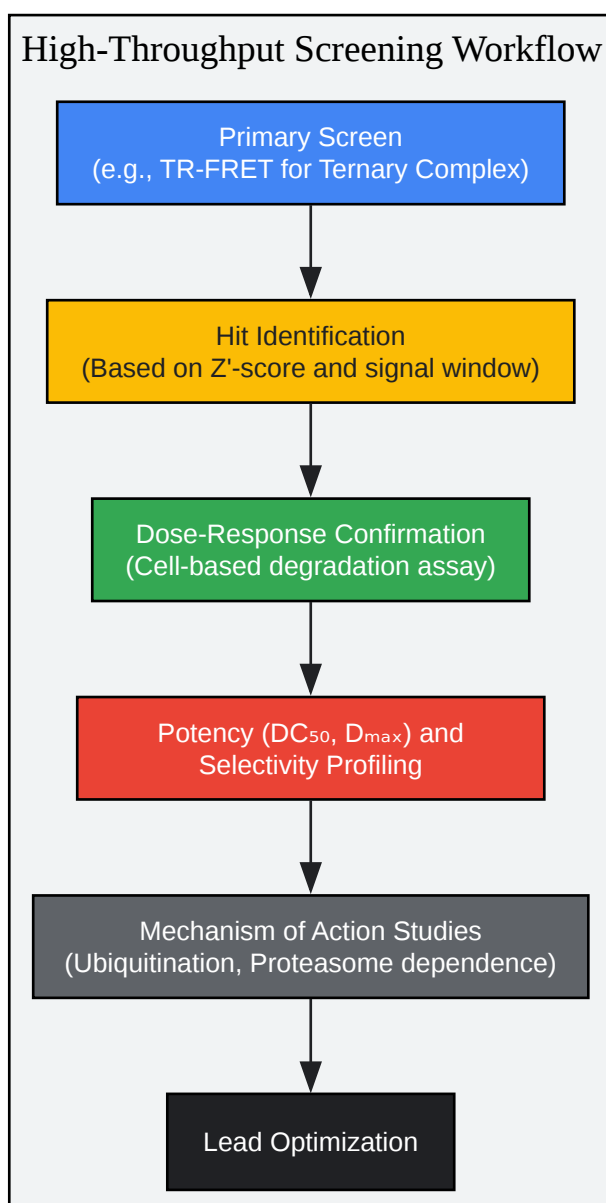 High-Throughput Screening Workflow
Primary Screen
(e.g., TR-FRET for Ternary Complex)
Hit Identification
(Based on Z'-score and signal window)
Dose-Response Confirmation
(Cell-based degradation assay)
Potency (DC₅₀, Dₘₐₓ) and
Selectivity Profiling
Mechanism of Action Studies
(Ubiquitination, Proteasome dependence)
Lead Optimization